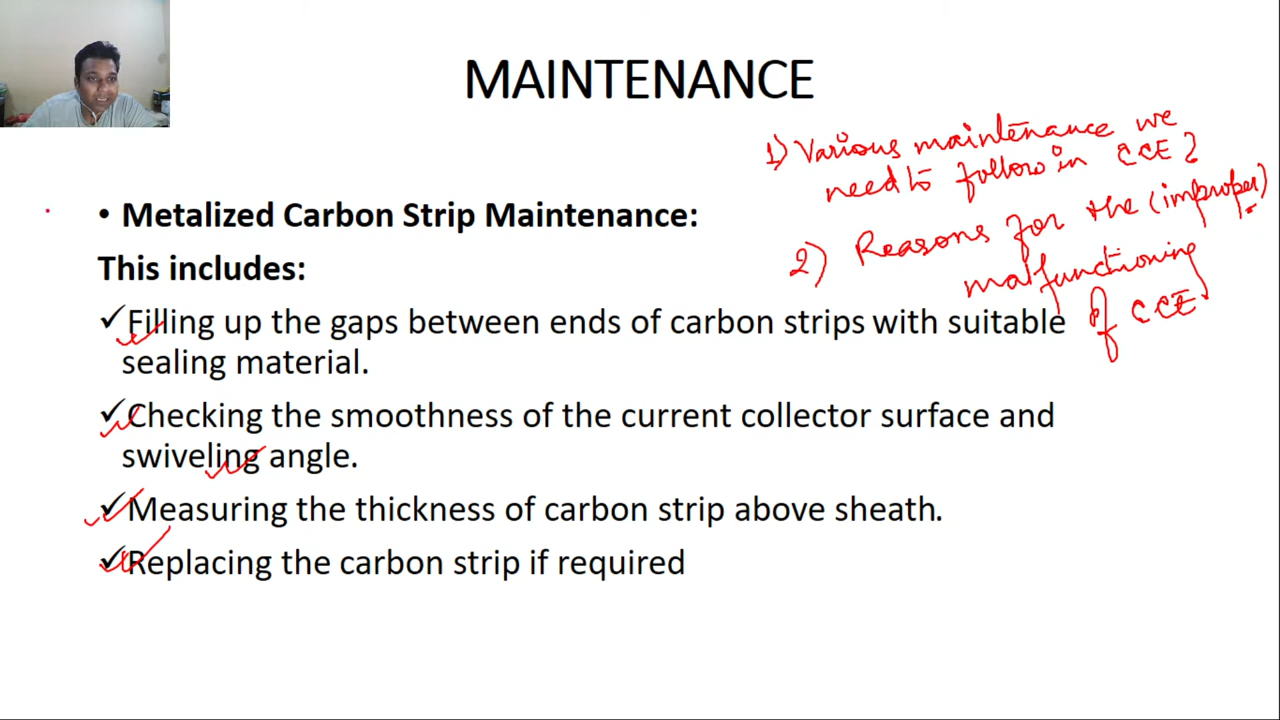 MAINTENANCE
1) Various maintenance we
need to follow in CCE?
2) Reasons for the (improper)
malfunctioning
of CCE
• Metalized Carbon Strip Maintenance:
This includes:
✓Filling up the gaps between ends of carbon strips with suitable
sealing material.
✓Checking the smoothness of the current collector surface and
swiveling angle.
✓Measuring the thickness of carbon strip above sheath.
✓Replacing the carbon strip if required